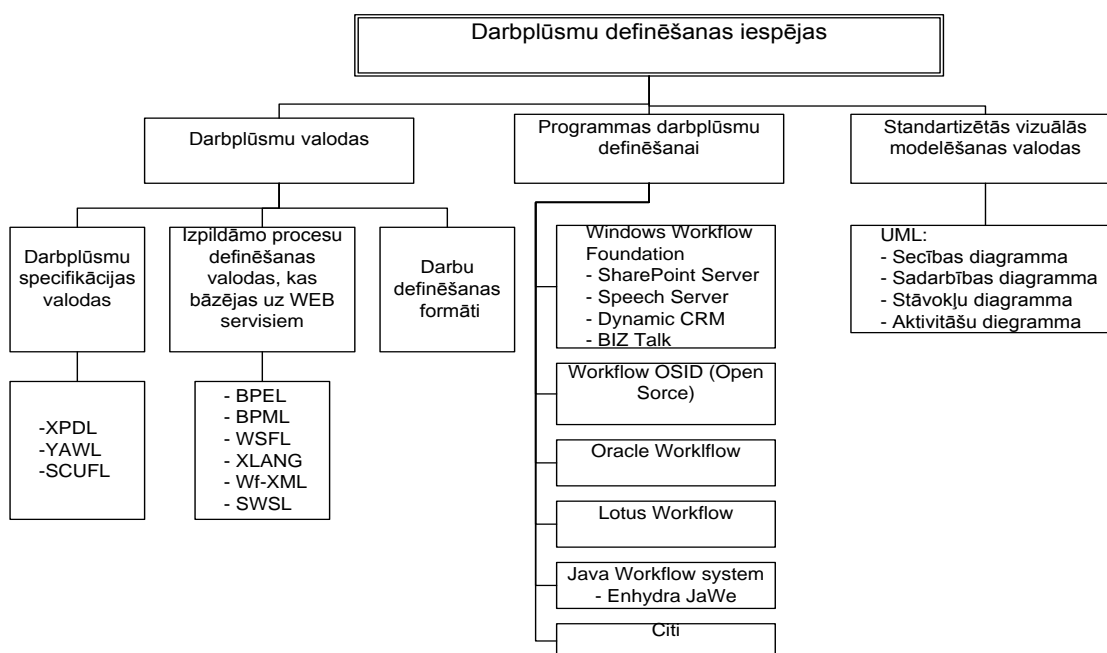 Darbplūsmu definēšanas iespējas
Darbplūsmu valodas
Programmas darbplūsmu
definēšanai
Standartizētās vizuālās
modelēšanas valodas
Darbplūsmu
specifikācijas
valodas
Izpildāmo procesu
definēšanas
valodas, kas
bāzējas uz WEB
servisiem
Darbu
definēšanas
formāti
-XPDL
-YAWL
-SCUFL
- BPEL
- BPML
- WSFL
- XLANG
- Wf-XML
- SWSL
Windows Workflow
Foundation
- SharePoint Server
- Speech Server
- Dynamic CRM
- BIZ Talk
Workflow OSID (Open
Sorce)
Oracle Worklflow
Lotus Workflow
Java Workflow system
- Enhydra JaWe
Citi
UML:
- Secības diagramma
- Sadarbības diagramma
- Stāvokļu diagramma
- Aktivitāšu diegramma